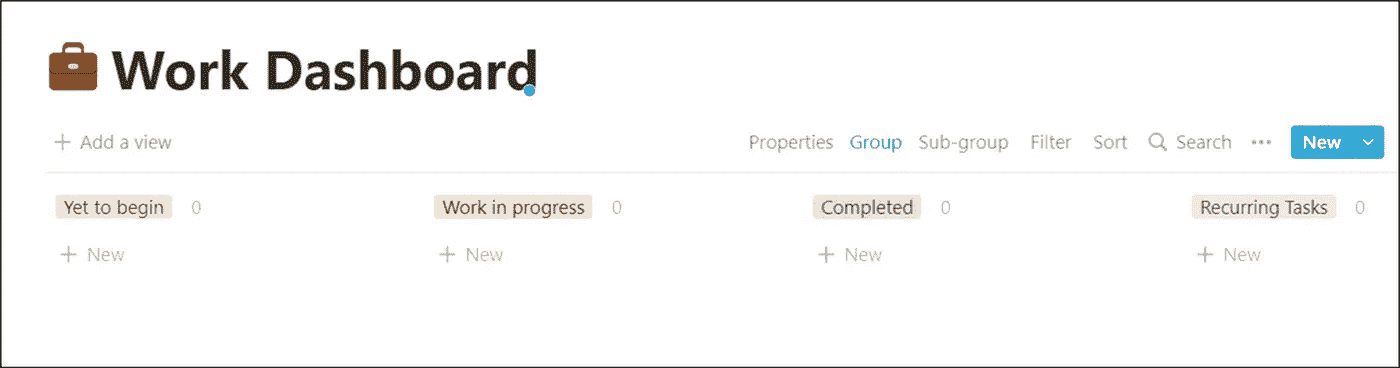 Work Dashboard
+ Add a view Properties Group Sub-group Filter Sort Search ••• New
Yet to begin 0 Work in progress 0 Completed 0 Recurring Tasks 0
+ New + New + New + New